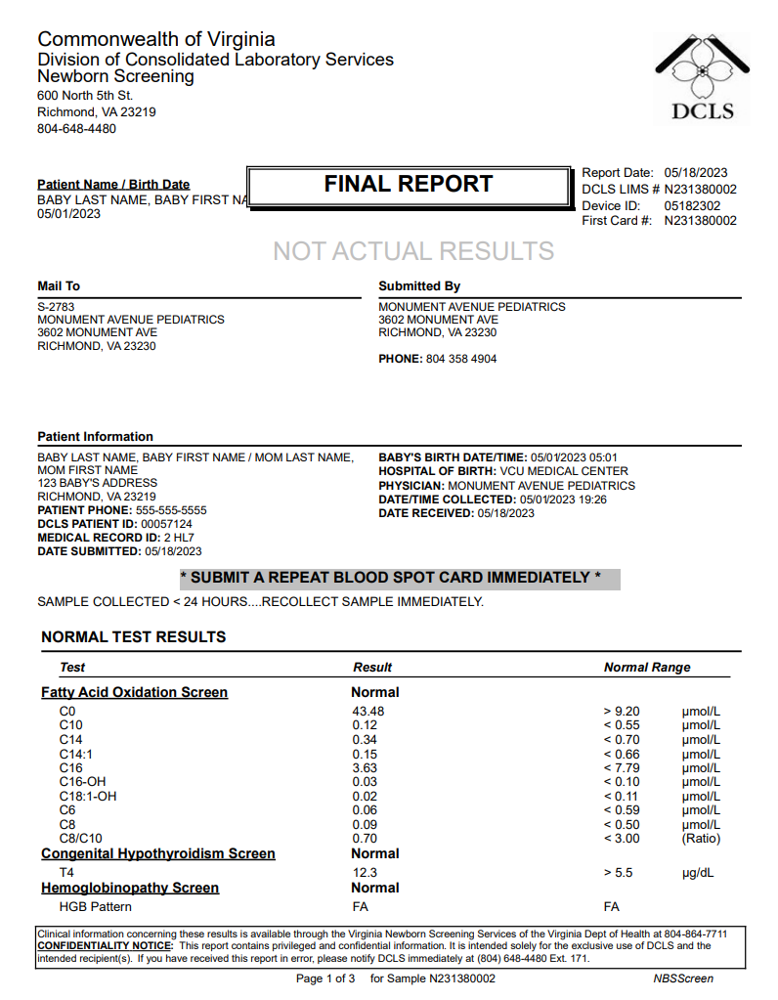 Commonwealth of Virginia
Division of Consolidated Laboratory Services
Newborn Screening
600 North 5th St.
Richmond, VA 23219
804-648-4480
DCLS
Patient Name / Birth Date
BABY LAST NAME, BABY FIRST NA
05/01/2023
FINAL REPORT
Report Date: 05/18/2023
DCLS LIMS # N231380002
Device ID: 05182302
First Card #: N231380002
NOT ACTUAL RESULTS
Mail To
S-2783
MONUMENT AVENUE PEDIATRICS
3602 MONUMENT AVE
RICHMOND, VA 23230
Submitted By
MONUMENT AVENUE PEDIATRICS
3602 MONUMENT AVE
RICHMOND, VA 23230
PHONE: 804 358 4904
Patient Information
BABY LAST NAME, BABY FIRST NAME / MOM LAST NAME,
MOM FIRST NAME
123 BABY'S ADDRESS
RICHMOND, VA 23219
PATIENT PHONE: 555-555-5555
DCLS PATIENT ID: 00057124
MEDICAL RECORD ID: 2 HL7
DATE SUBMITTED: 05/18/2023
BABY'S BIRTH DATE/TIME: 05/01/2023 05:01
HOSPITAL OF BIRTH: VCU MEDICAL CENTER
PHYSICIAN: MONUMENT AVENUE PEDIATRICS
DATE/TIME COLLECTED: 05/01/2023 19:26
DATE RECEIVED: 05/18/2023
* SUBMIT A REPEAT BLOOD SPOT CARD IMMEDIATELY *
SAMPLE COLLECTED < 24 HOURS....RECOLLECT SAMPLE IMMEDIATELY.
NORMAL TEST RESULTS
Test Result Normal Range
Fatty Acid Oxidation Screen Normal
C0 43.48 > 9.20 µmol/L
C10 0.12 < 0.55 µmol/L
C14 0.34 < 0.70 µmol/L
C14:1 0.15 < 0.66 µmol/L
C16 3.63 < 7.79 µmol/L
C16-OH 0.03 < 0.10 µmol/L
C18:1-OH 0.02 < 0.11 µmol/L
C6 0.06 < 0.59 µmol/L
C8 0.09 < 0.50 µmol/L
C8/C10 0.70 < 3.00 (Ratio)
Congenital Hypothyroidism Screen Normal
T4 12.3 > 5.5 µg/dL
Hemoglobinopathy Screen Normal
HGB Pattern FA FA
Clinical information concerning these results is available through the Virginia Newborn Screening Services of the Virginia Dept of Health at 804-864-7711
CONFIDENTIALITY NOTICE: This report contains privileged and confidential information. It is intended solely for the exclusive use of DCLS and the
intended recipient(s). If you have received this report in error, please notify DCLS immediately at (804) 648-4480 Ext. 171.
Page 1 of 3 for Sample N231380002 NBSScreen